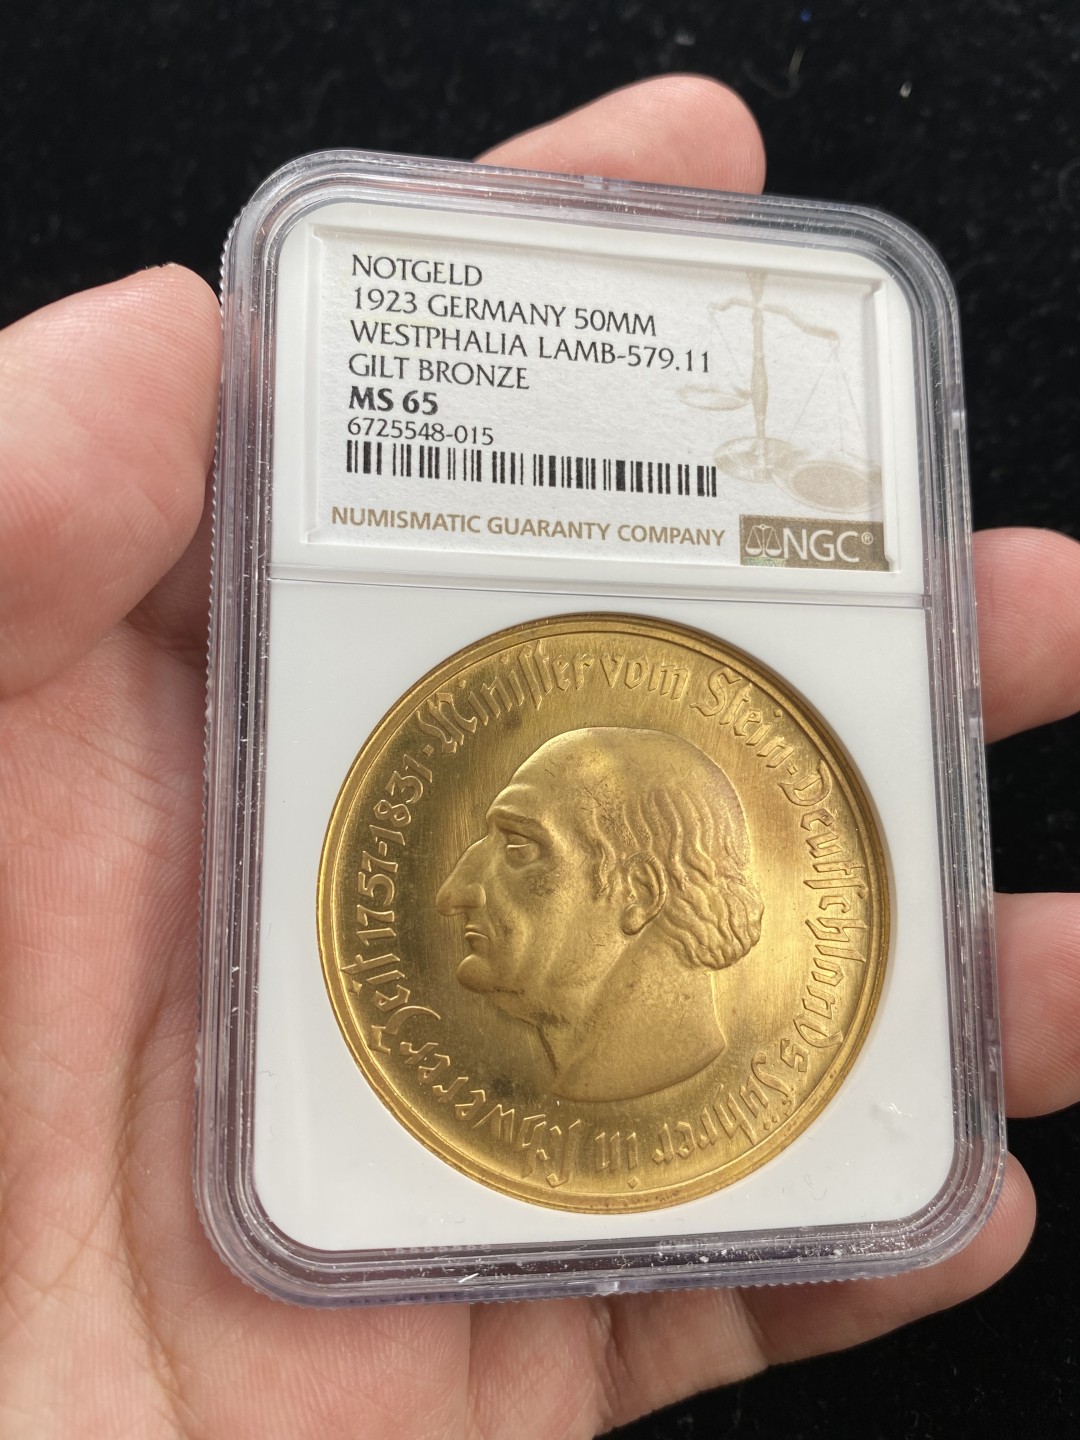 NOTGELD
1923 GERMANY 50MM
WESTPHALIA LAMB-579.11
GILT BRONZE
MS 65
6725548-015
NUMISMATIC GUARANTY COMPANY
NGC®
·Minister vom Stein·Deutschlands Führer in schwerer Zeit 1757-1831